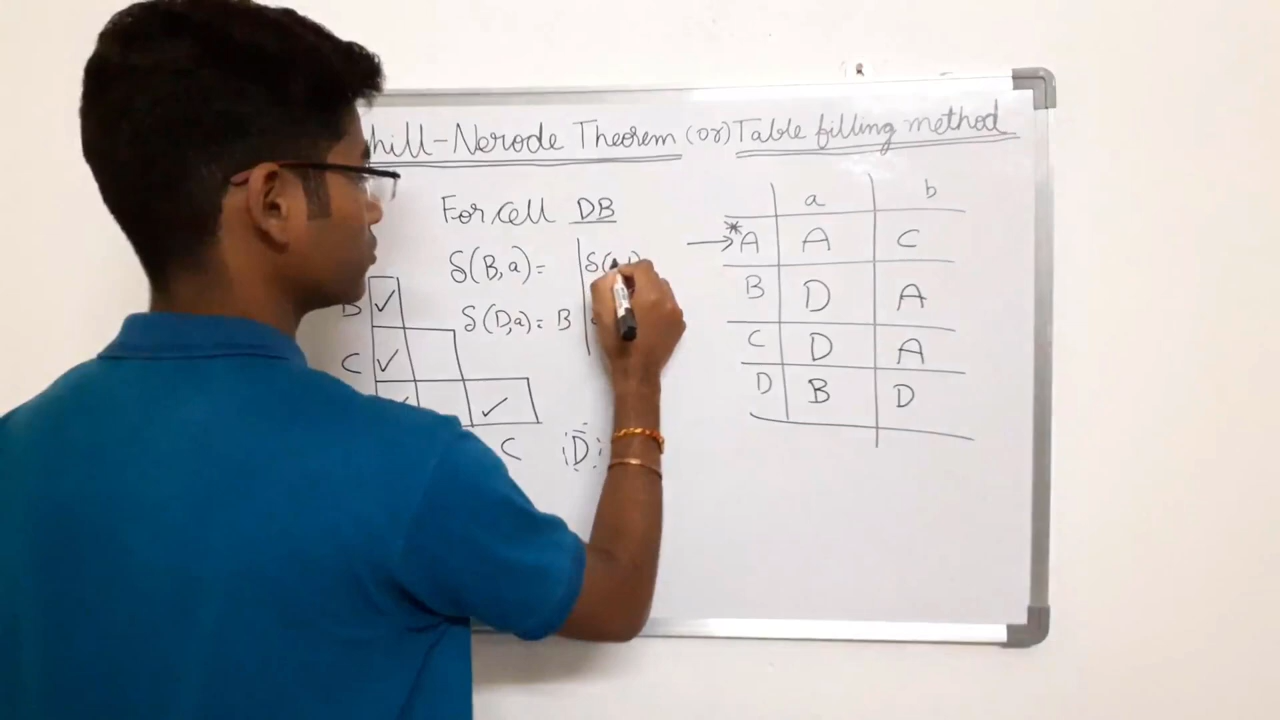 hill-Nerode Theorem (or) Table filling method
For cell DB
δ(B,a)= δ(
δ(D,a)= B
B ✓
C ✓
✓ ✓
C D
a b
→ *A A C
B D A
C D A
D B D